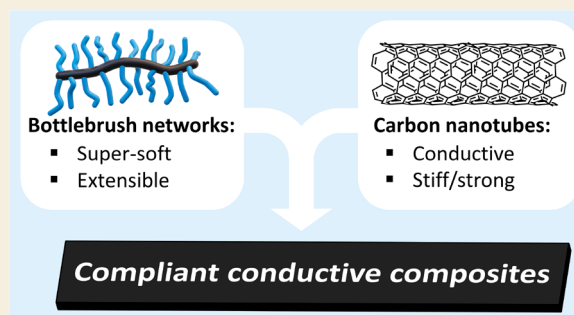 Bottlebrush networks:
▪ Super-soft
▪ Extensible
Carbon nanotubes:
▪ Conductive
▪ Stiff/strong
Compliant conductive composites